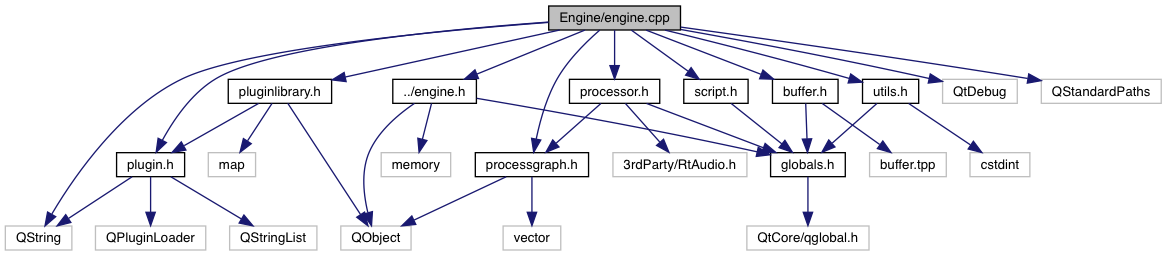 Engine/engine.cpp
pluginlibrary.h
../engine.h
processor.h
script.h
buffer.h
utils.h
QtDebug
QStandardPaths
plugin.h
map
memory
processgraph.h
3rdParty/RtAudio.h
globals.h
buffer.tpp
cstdint
QString
QPluginLoader
QStringList
QObject
vector
QtCore/qglobal.h